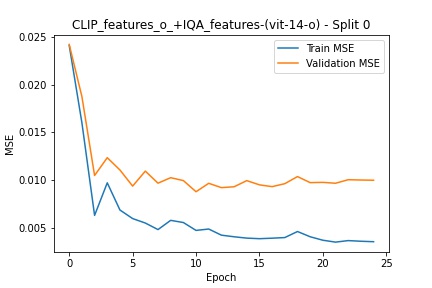 CLIP_features_o_+IQA_features-(vit-14-o) - Split 0
0.025
0.020
0.015
0.010
0.005
MSE
Train MSE
Validation MSE
0 5 10 15 20 25
Epoch